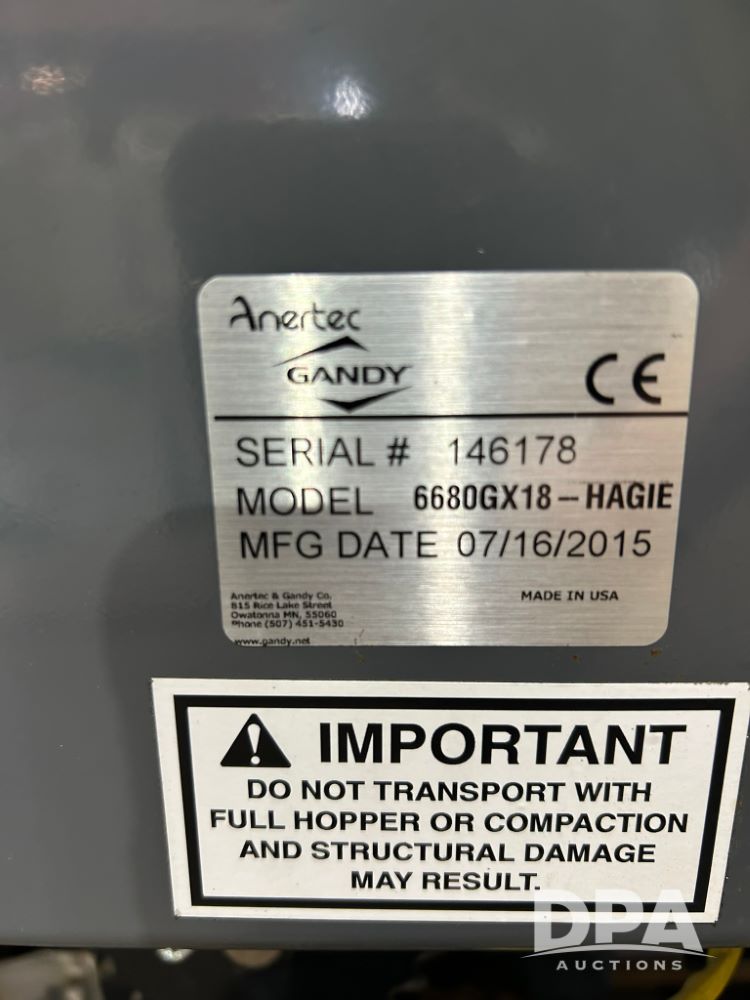 Anertec
GANDY
CE
SERIAL # 146178
MODEL 6680GX18-HAGIE
MFG DATE 07/16/2015
Anertec & Gandy Co.
815 Rice Lake Street
Owatonna MN, 55060
Phone (507) 451-5430
www.gandy.net
MADE IN USA
IMPORTANT
DO NOT TRANSPORT WITH
FULL HOPPER OR COMPACTION
AND STRUCTURAL DAMAGE
MAY RESULT.
DPA
AUCTIONS